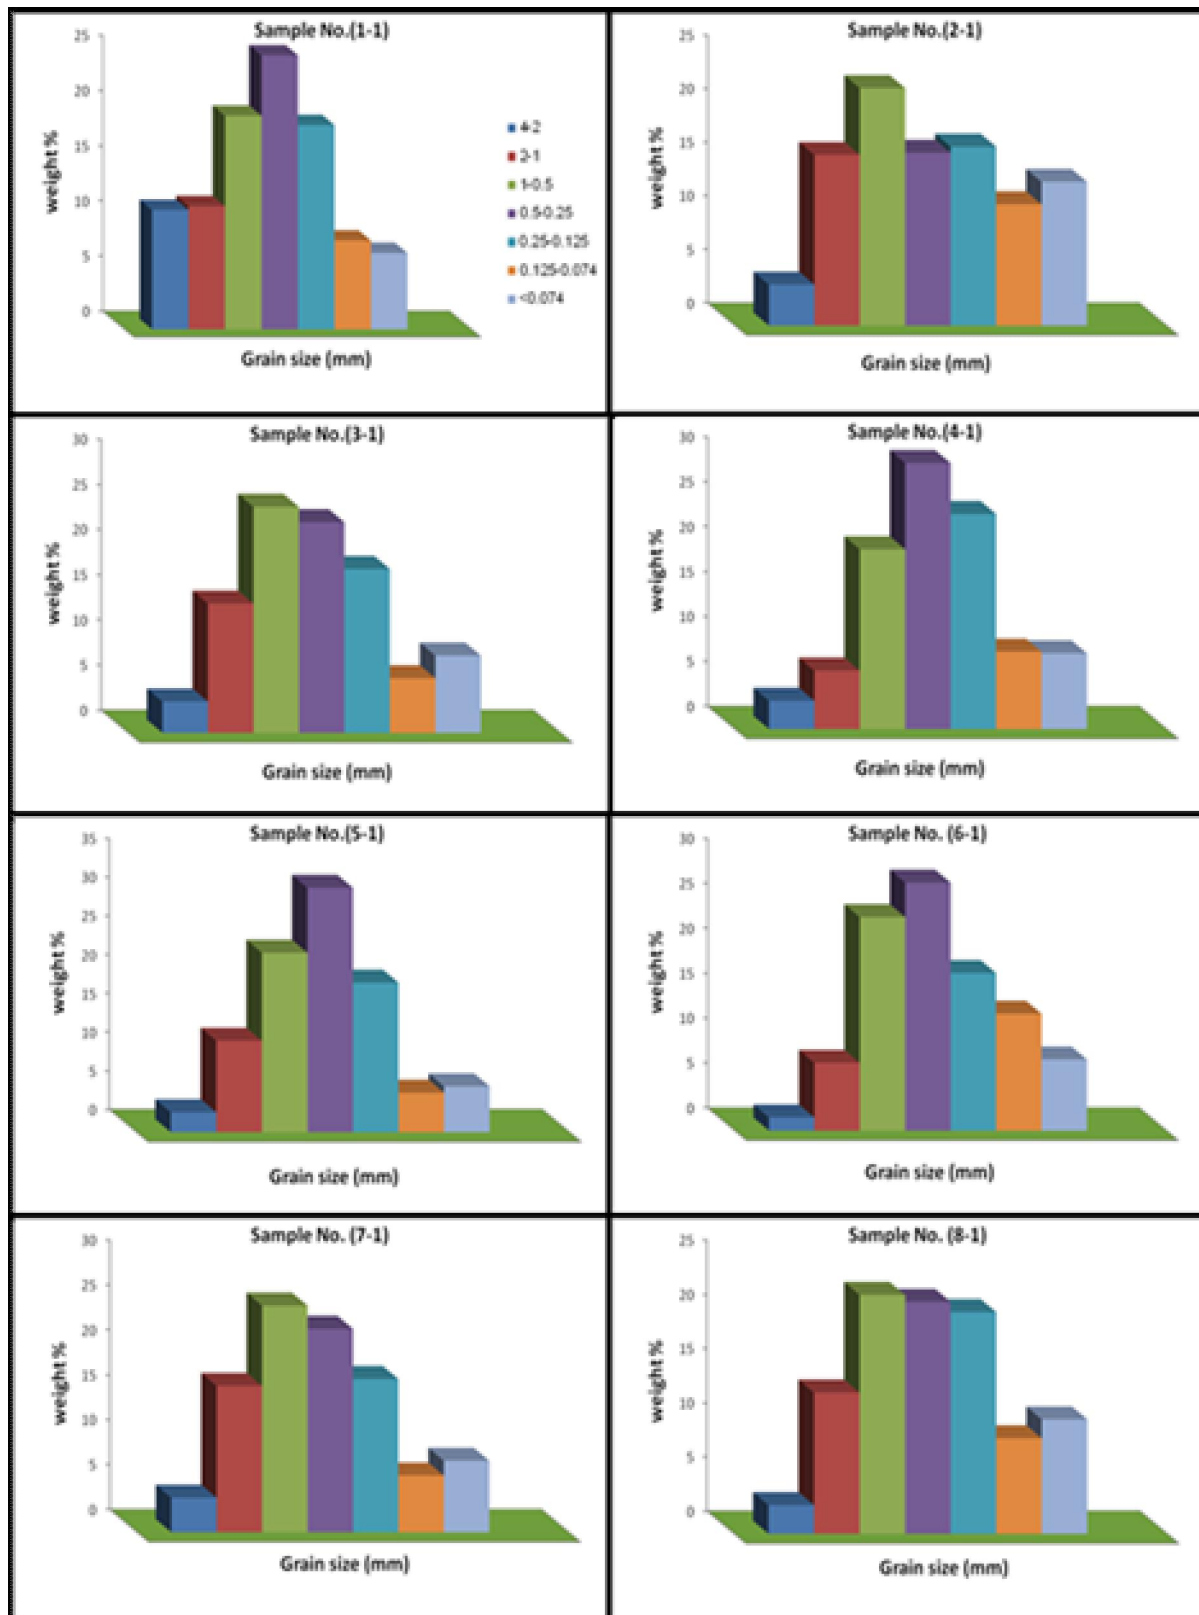 Sample No.(1-1)
25
20
15
10
5
0
weight %
4-2
2-1
1-0.5
0.5-0.25
0.25-0.125
0.125-0.074
<0.074
Grain size (mm)
Sample No.(2-1)
25
20
15
10
5
0
weight %
Grain size (mm)
Sample No.(3-1)
30
25
20
15
10
5
0
weight %
Grain size (mm)
Sample No.(4-1)
30
25
20
15
10
5
0
weight %
Grain size (mm)
Sample No.(5-1)
35
30
25
20
15
10
5
0
weight %
Grain size (mm)
Sample No. (6-1)
30
25
20
15
10
5
0
weight %
Grain size (mm)
Sample No. (7-1)
30
25
20
15
10
5
0
weight %
Grain size (mm)
Sample No. (8-1)
25
20
15
10
5
0
weight %
Grain size (mm)